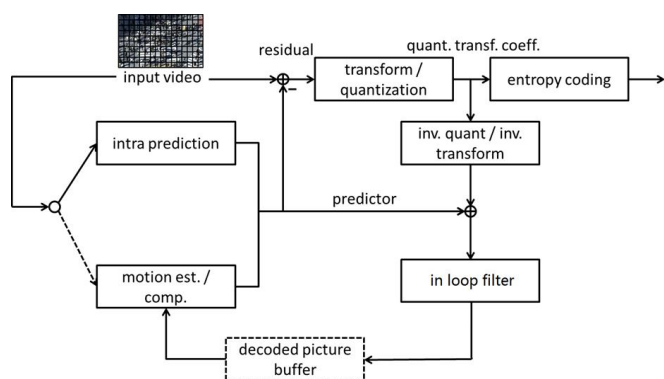 residual
quant. transf. coeff.
input video
transform /
quantization
entropy coding
intra prediction
inv. quant / inv.
transform
predictor
motion est. /
comp.
in loop filter
decoded picture
buffer